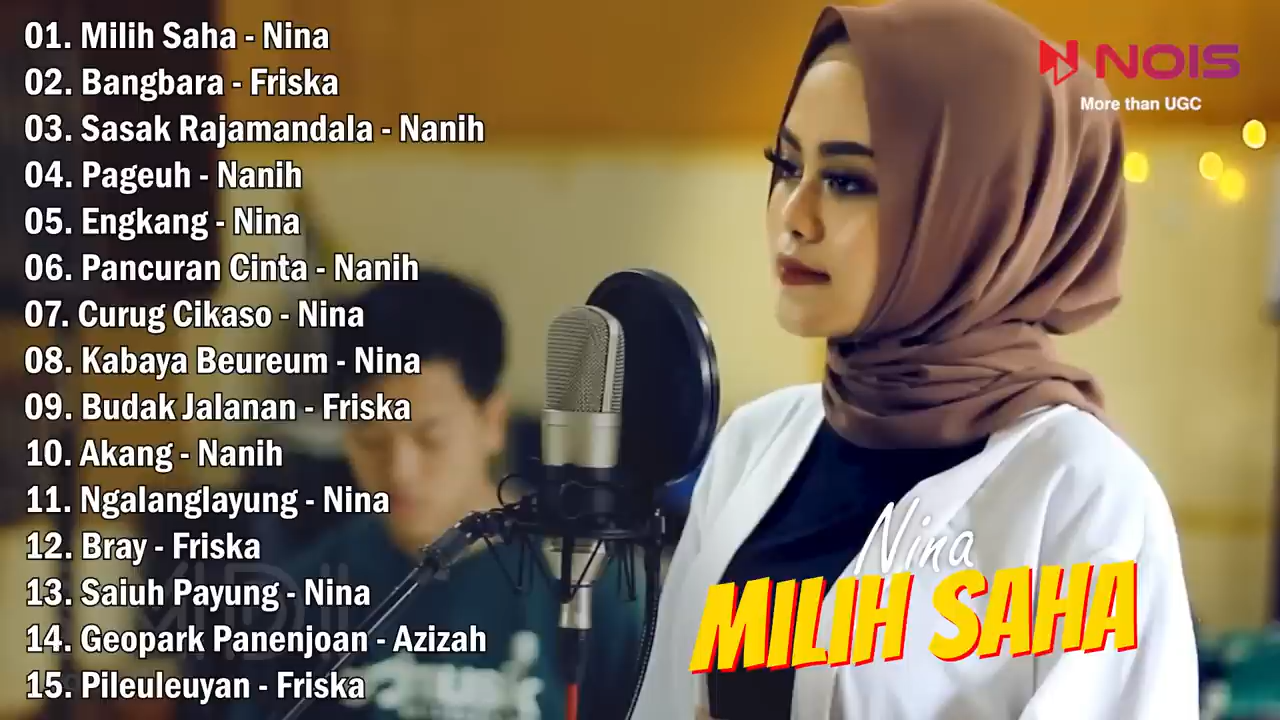 01. Milih Saha - Nina
02. Bangbara - Friska
03. Sasak Rajamandala - Nanih
04. Pageuh - Nanih
05. Engkang - Nina
06. Pancuran Cinta - Nanih
07. Curug Cikaso - Nina
08. Kabaya Beureum - Nina
09. Budak Jalanan - Friska
10. Akang - Nanih
11. Ngalanglayung - Nina
12. Bray - Friska
13. Saiuh Payung - Nina
14. Geopark Panenjoan - Azizah
15. Pileuleuyan - Friska
NOIS
More than UGC
Nina
MILIH SAHA